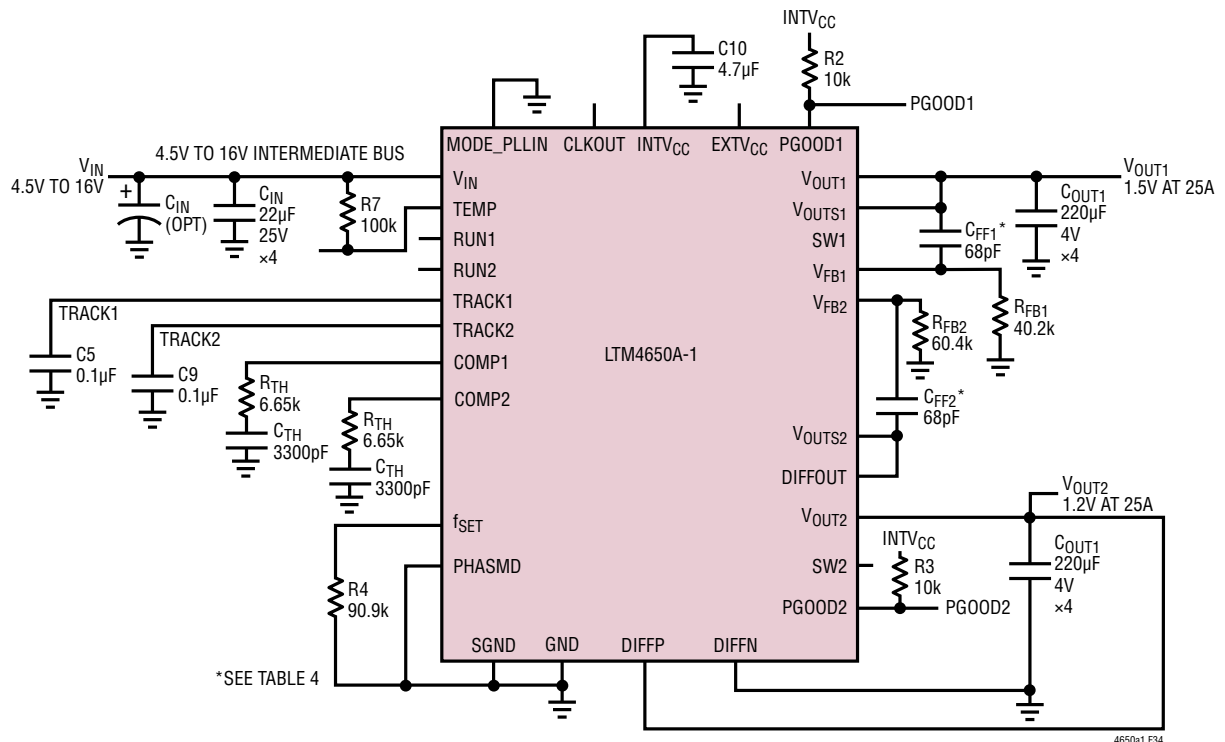 INTVCC
C10
4.7µF
R2
10k
PGOOD1
MODE_PLLIN
CLKOUT
INTVCC
EXTVCC
PGOOD1
VIN
4.5V TO 16V
4.5V TO 16V INTERMEDIATE BUS
+
CIN
(OPT)
CIN
22µF
25V
×4
R7
100k
VIN
TEMP
RUN1
RUN2
TRACK1
TRACK2
COMP1
COMP2
fSET
PHASMD
TRACK1
C5
0.1µF
TRACK2
C9
0.1µF
RTH
6.65k
CTH
3300pF
RTH
6.65k
CTH
3300pF
R4
90.9k
LTM4650A-1
VOUT1
VOUTS1
SW1
VFB1
VFB2
VOUTS2
DIFFOUT
VOUT2
SW2
PGOOD2
VOUT1
1.5V AT 25A
COUT1
220µF
4V
×4
CFF1*
68pF
RFB1
40.2k
RFB2
60.4k
CFF2*
68pF
VOUT2
1.2V AT 25A
INTVCC
R3
10k
PGOOD2
COUT1
220µF
4V
×4
SGND
GND
DIFFP
DIFFN
*SEE TABLE 4
4650a1 F34